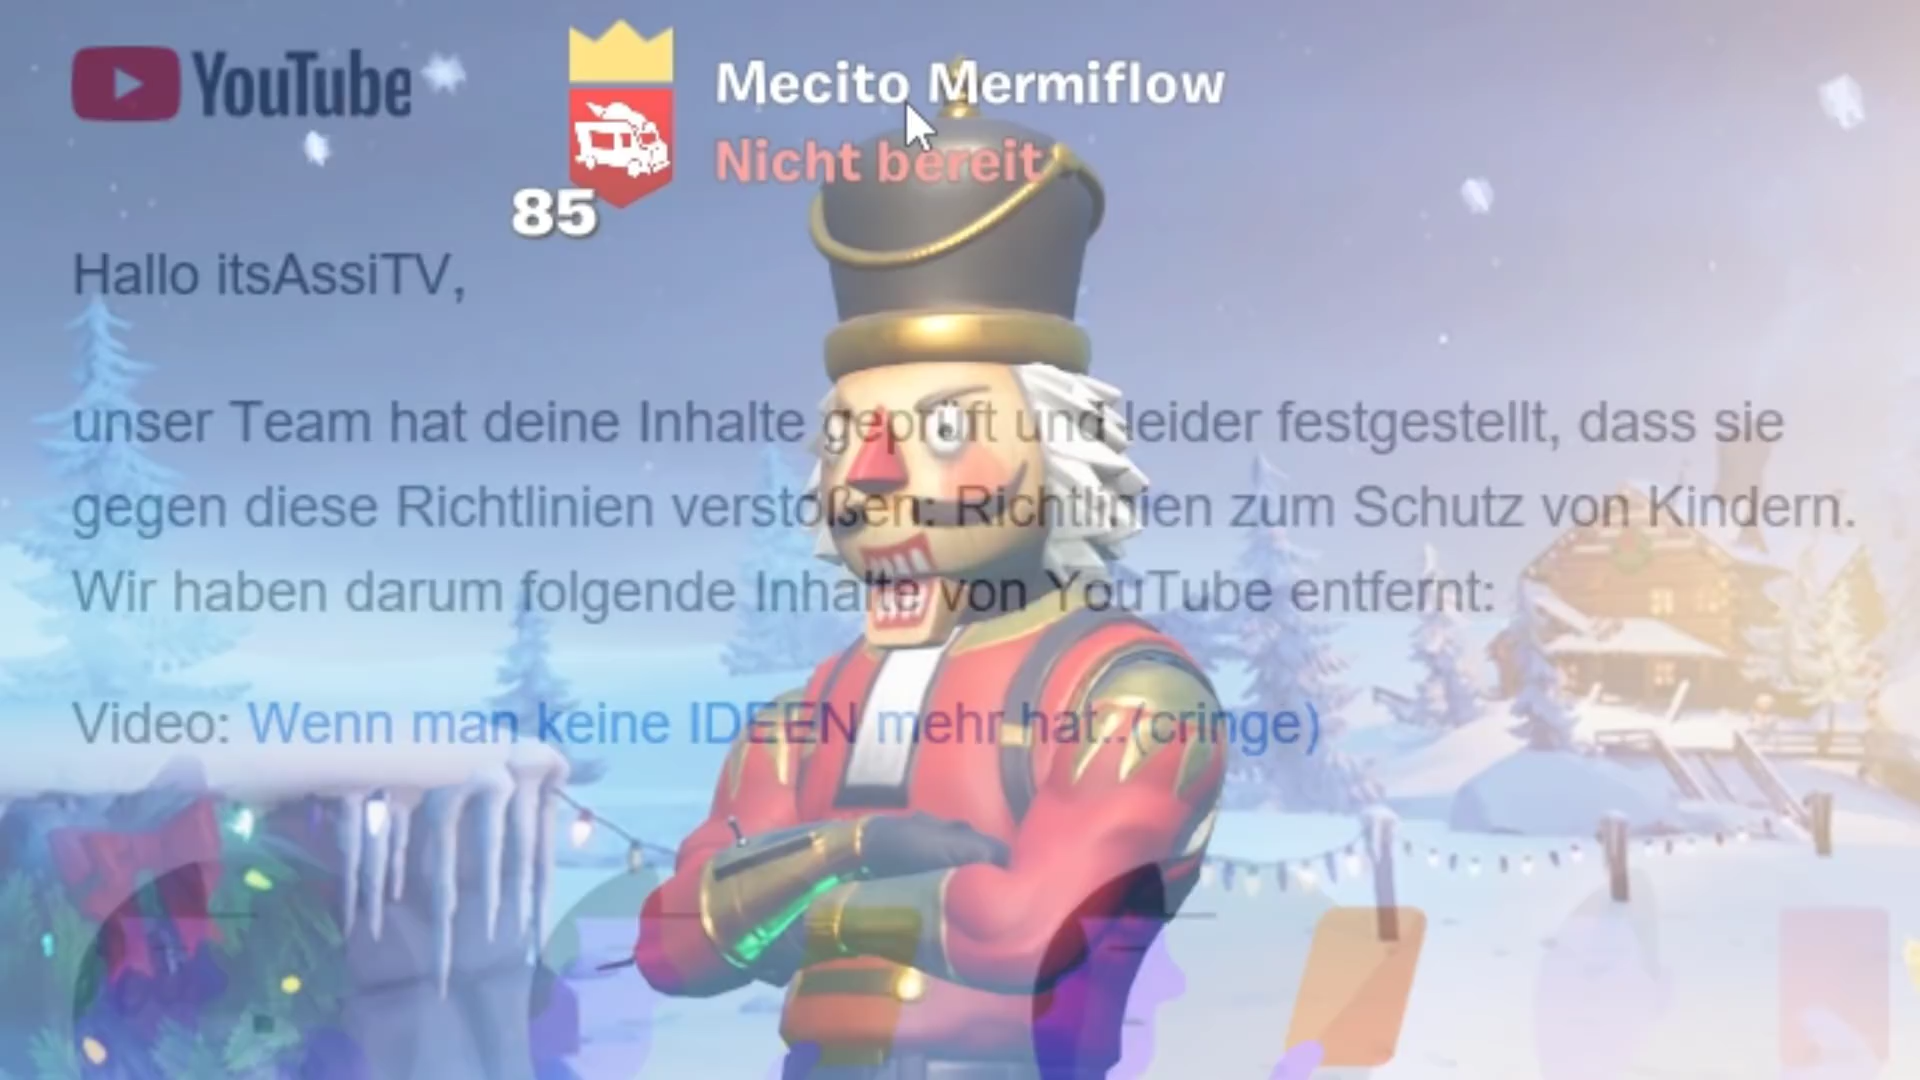 YouTube
Mecito Mermiflow
Nicht bereit
85
Hallo itsAssiTV,
unser Team hat deine Inhalte geprüft und leider festgestellt, dass sie
gegen diese Richtlinien verstoßen: Richtlinien zum Schutz von Kindern.
Wir haben darum folgende Inhalte von YouTube entfernt:
Video: Wenn man keine IDEEN mehr hat..(cringe)